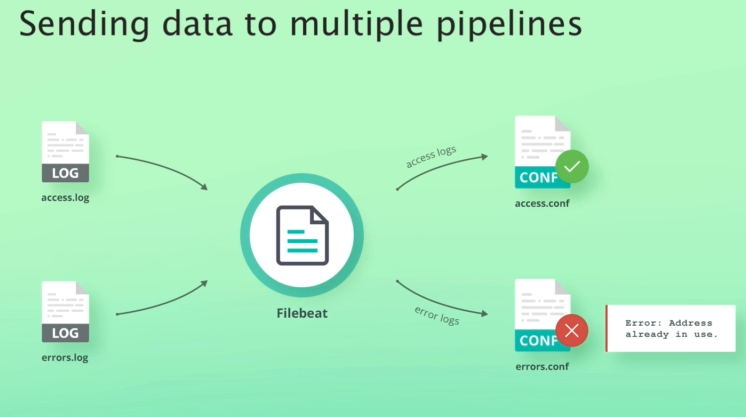 Sending data to multiple pipelines
LOG
access.log
access logs
CONF
access.conf
Filebeat
LOG
errors.log
error logs
CONF
errors.conf
Error: Address
already in use.